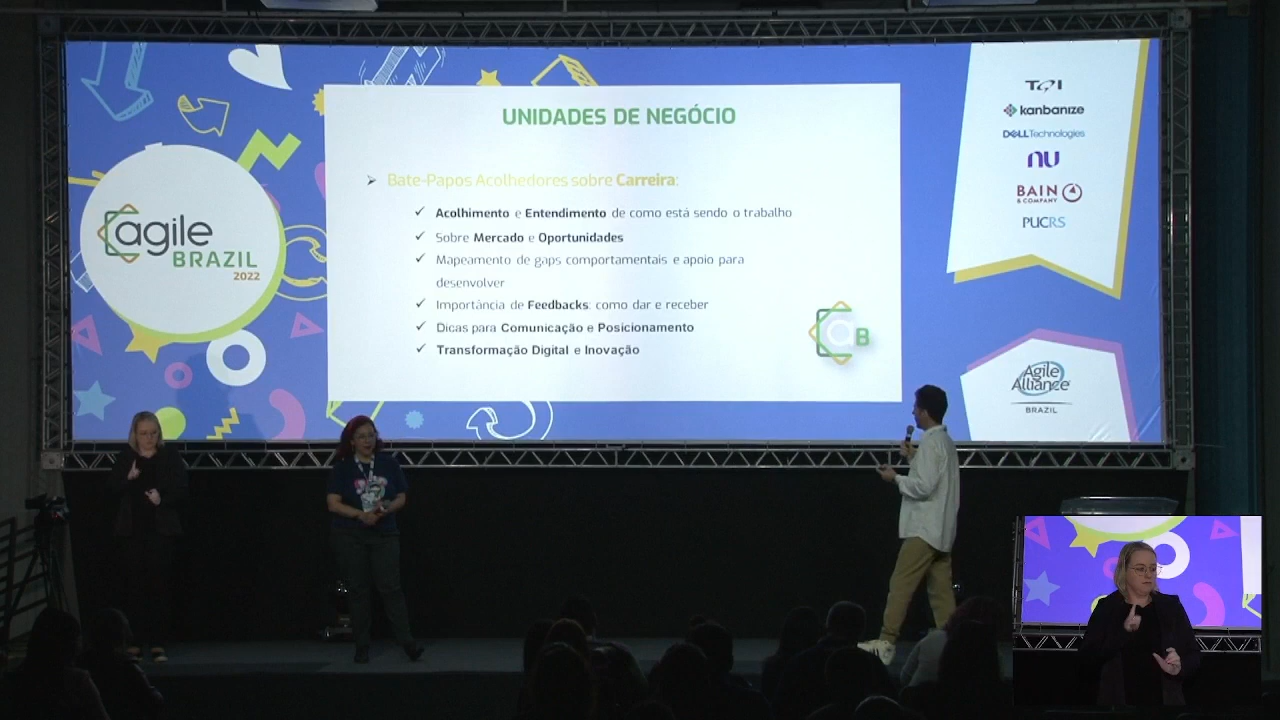 UNIDADES DE NEGÓCIO
Bate-Papos Acolhedores sobre Carreira:
Acolhimento e Entendimento de como está sendo o trabalho
Sobre Mercado e Oportunidades
Mapeamento de gaps comportamentais e apoio para
desenvolver
Importância de Feedbacks: como dar e receber
Dicas para Comunicação e Posicionamento
Transformação Digital e Inovação
aB
agile
BRAZIL
2022
kanbanize
DELL Technologies
NU
BAIN
& COMPANY
PUCRS
Agile
Alliance
BRAZIL